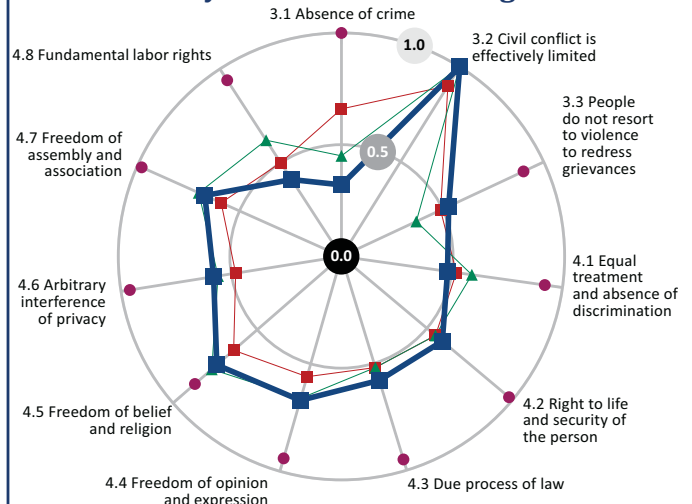 3.1 Absence of crime
1.0
3.2 Civil conflict is
effectively limited
4.8 Fundamental labor rights
3.3 People
do not resort
to violence
to redress
grievances
0.5
4.7 Freedom of
assembly and
association
0.0
4.1 Equal
treatment
and absence of
discrimination
4.6 Arbitrary
interference
of privacy
4.2 Right to life
and security of
the person
4.5 Freedom of belief
and religion
4.3 Due process of law
4.4 Freedom of opinion
and expression